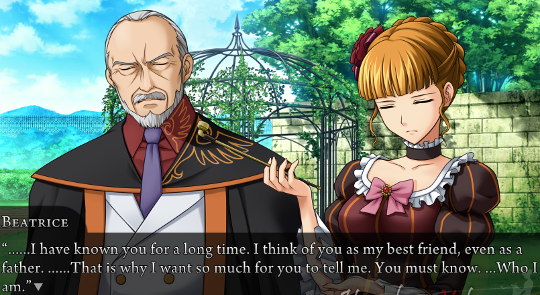 BEATRICE
“......I have known you for a long time. I think of you as my best friend, even as a
father. ......That is why I want so much for you to tell me. You must know. ...Who I
am.”▼